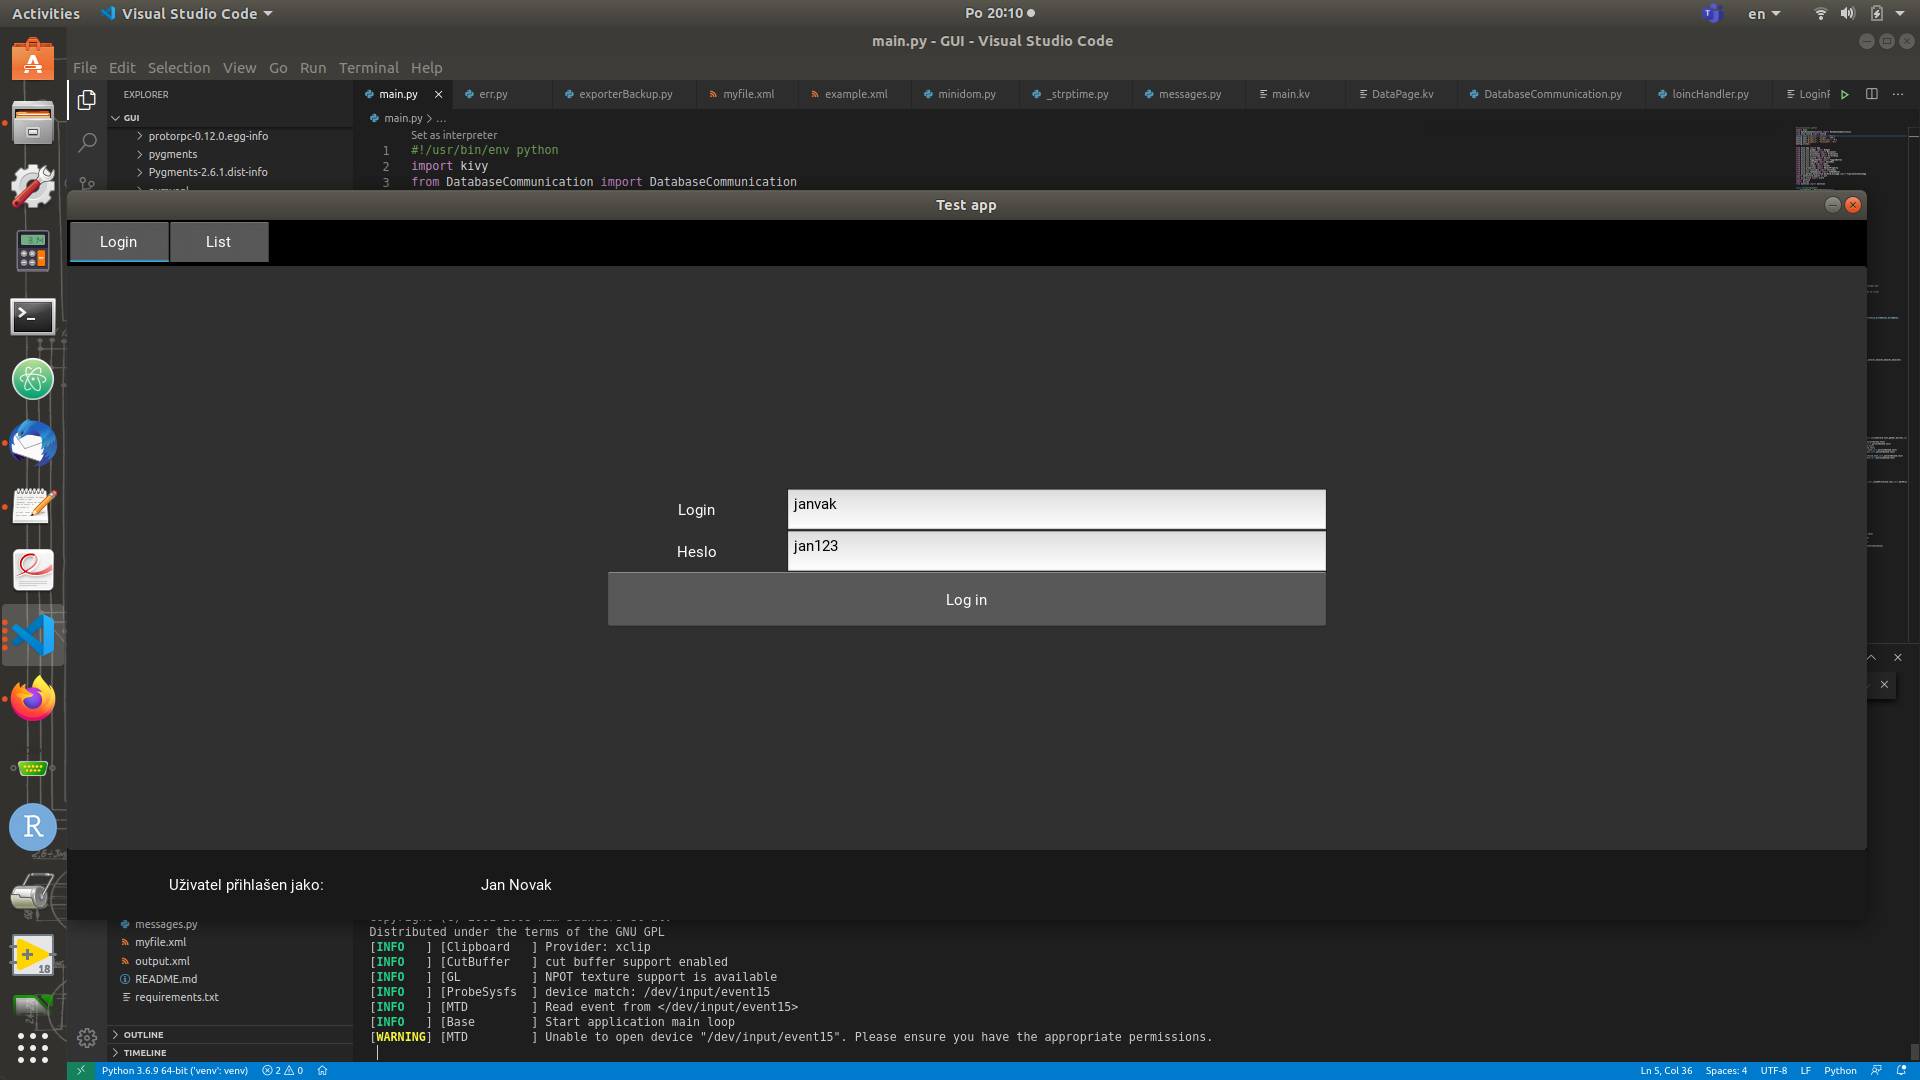 Activities
Visual Studio Code
Po 20:10
en
main.py - GUI - Visual Studio Code
File Edit Selection View Go Run Terminal Help
EXPLORER
main.py
err.py
exporterBackup.py
myfile.xml
example.xml
minidom.py
_strptime.py
messages.py
main.kv
DataPage.kv
DatabaseCommunication.py
loincHandler.py
GUI
main.py > ...
protorpc-0.12.0.egg-info
pygments
Pygments-2.6.1.dist-info
Set as interpreter
1 #!/usr/bin/env python
2 import kivy
3 from DatabaseCommunication import DatabaseCommunication
Test app
Login
List
Login
janvak
Heslo
jan123
Log in
Uživatel přihlašen jako:
Jan Novak
messages.py
myfile.xml
output.xml
README.md
requirements.txt
OUTLINE
TIMELINE
Distributed under the terms of the GNU GPL
[INFO ] [Clipboard ] Provider: xclip
[INFO ] [CutBuffer ] cut buffer support enabled
[INFO ] [GL ] NPOT texture support is available
[INFO ] [ProbeSysfs ] device match: /dev/input/event15
[INFO ] [MTD ] Read event from </dev/input/event15>
[INFO ] [Base ] Start application main loop
[WARNING] [MTD ] Unable to open device "/dev/input/event15". Please ensure you have the appropriate permissions.
Python 3.6.9 64-bit ('venv': venv)
2
0
Ln 5, Col 36
Spaces: 4
UTF-8
LF
Python